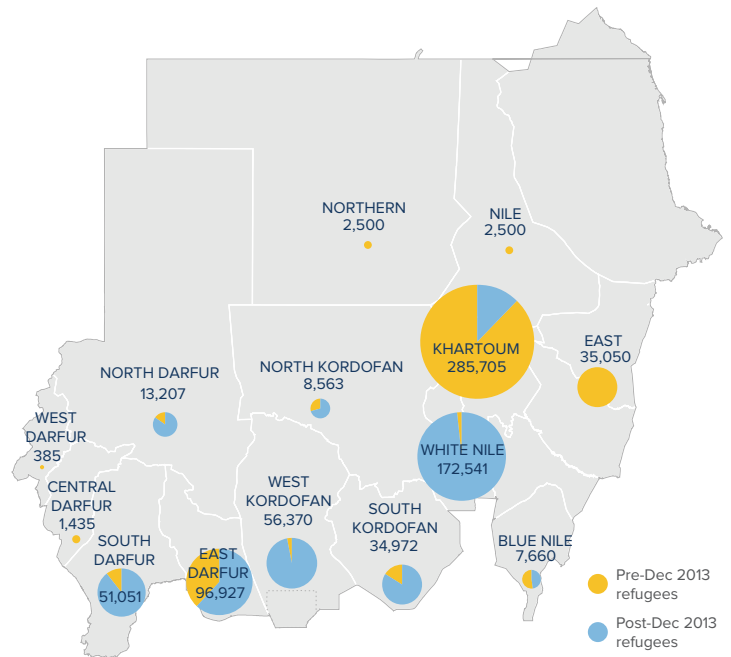 NORTHERN
2,500
NILE
2,500
KHARTOUM
285,705
EAST
35,050
NORTH DARFUR
13,207
NORTH KORDOFAN
8,563
WEST
DARFUR
385
WHITE NILE
172,541
CENTRAL
DARFUR
1,435
WEST
KORDOFAN
56,370
SOUTH
KORDOFAN
34,972
SOUTH
DARFUR
51,051
EAST
DARFUR
96,927
BLUE NILE
7,660
Pre-Dec 2013
refugees
Post-Dec 2013
refugees